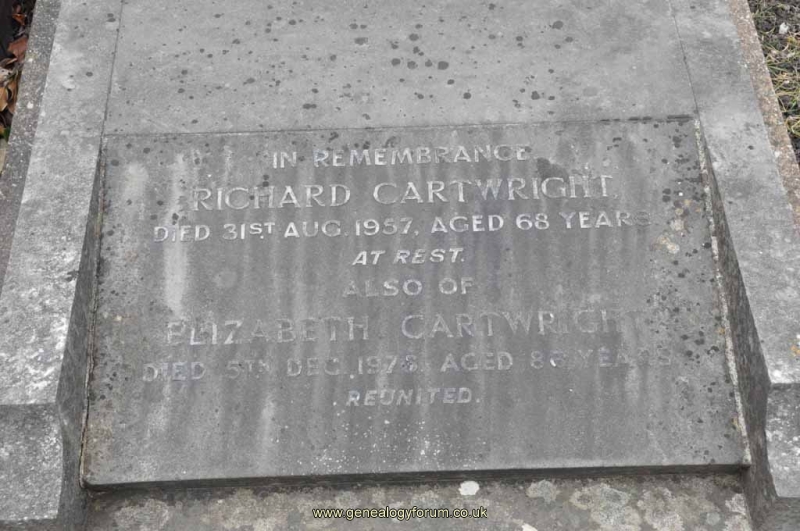 IN REMEMBRANCE
RICHARD CARTWRIGHT
DIED 31ST AUG. 1957, AGED 68 YEARS
AT REST.
ALSO OF
ELIZABETH CARTWRIGHT
DIED 5TH DEC. AGED YEARS
REUNITED.
www.genealogyforum.co.uk